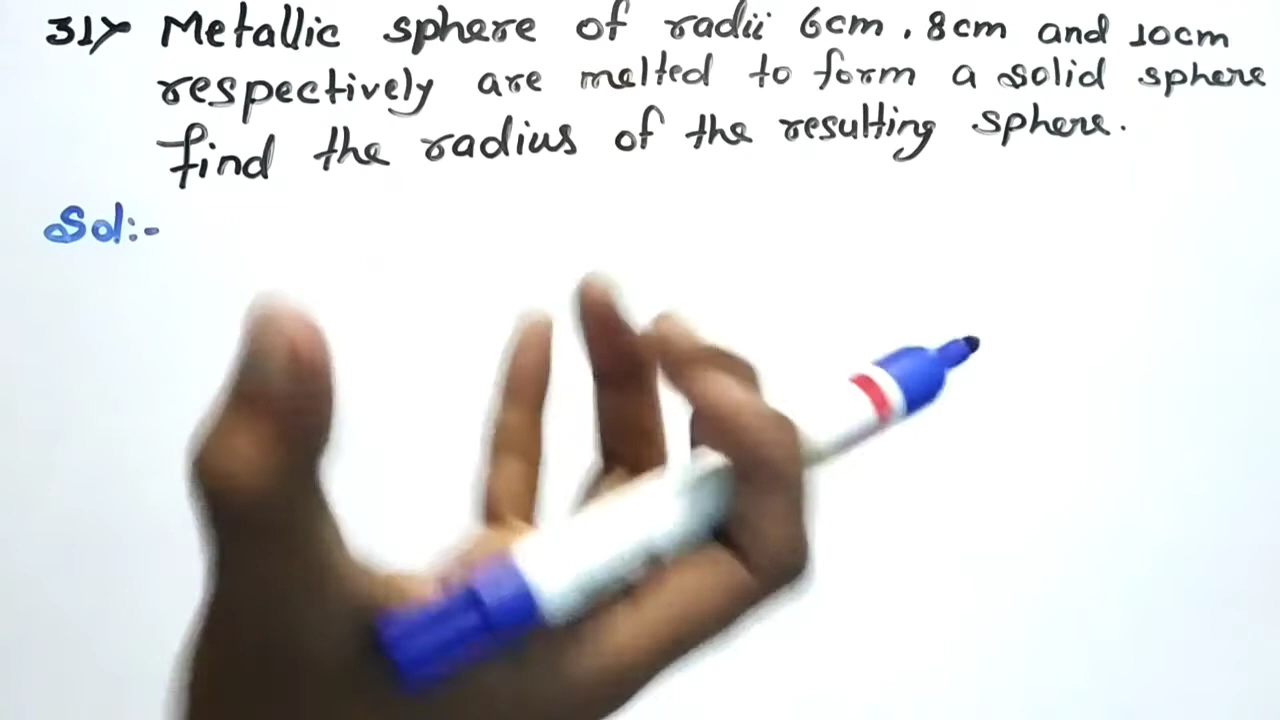 31> Metallic sphere of radii 6cm, 8cm and 10cm
respectively are melted to form a solid sphere
find the radius of the resulting sphere.
Sol:-